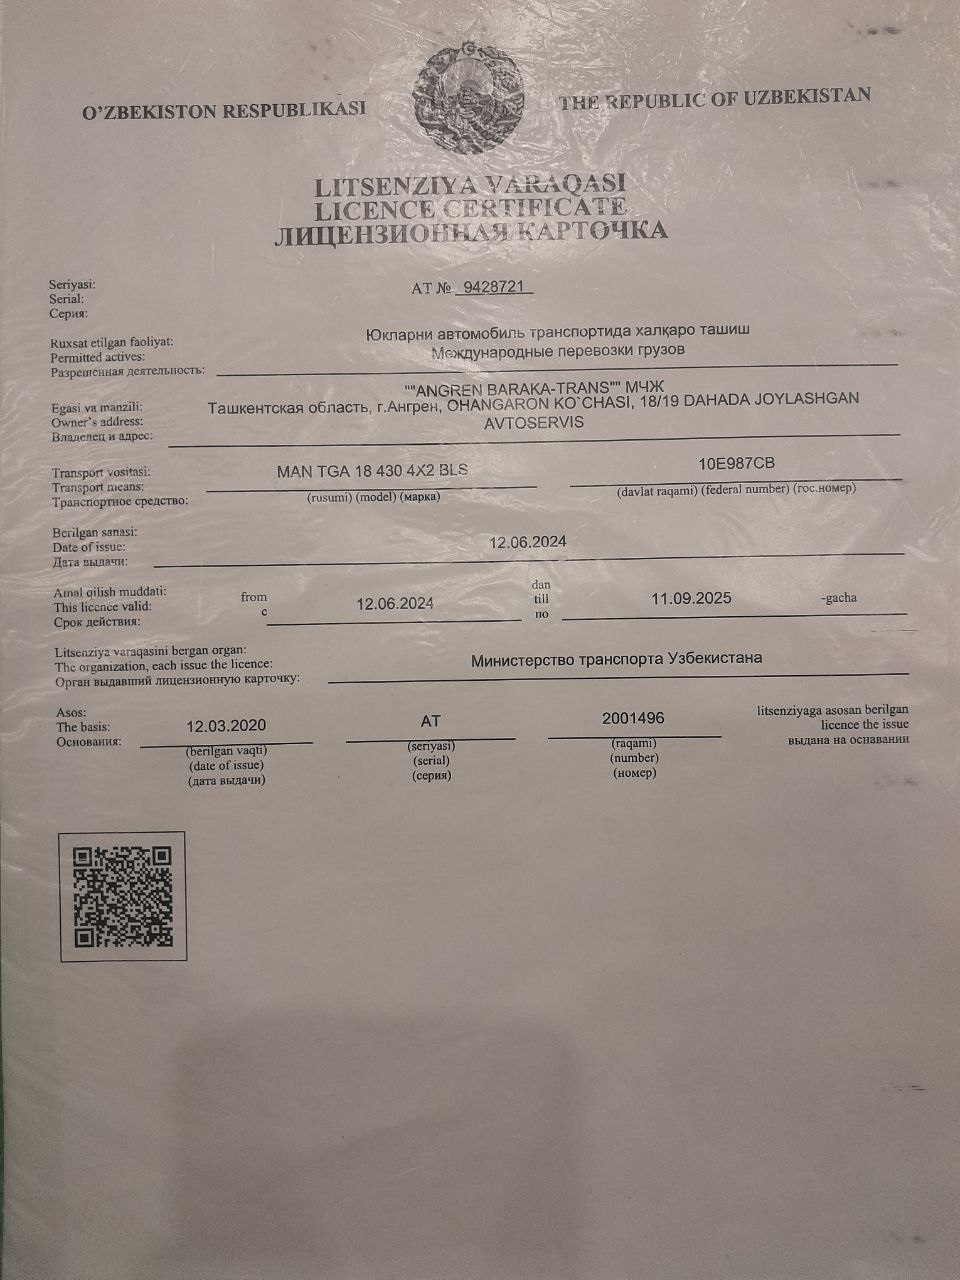 O'ZBEKISTON RESPUBLIKASI
THE REPUBLIC OF UZBEKISTAN
LITSENZIYA VARAQASI
LICENCE CERTIFICATE
ЛИЦЕНЗИОННАЯ КАРТОЧКА
Seriyasi:
Serial:
Серия:
АТ № 9428721
Ruxsat etilgan faoliyat:
Permitted actives:
Разрешенная деятельность:
Юкларни автомобиль транспортида халқаро ташиш
Международные перевозки грузов
Egasi va manzili:
Owner's address:
Владелец и адрес:
""ANGREN BARAKA-TRANS"" МЧЖ
Ташкентская область, г.Ангрен, OHANGARON KO`CHASI, 18/19 DAHADA JOYLASHGAN
AVTOSERVIS
Transport vositasi:
Transport means:
Транспортное средство:
MAN TGA 18 430 4X2 BLS
(rusumi) (model) (марка)
10E987CB
(davlat raqami) (federal number) (гос.номер)
Berilgan sanasi:
Date of issue:
Дата выдачи:
12.06.2024
Amal qilish muddati:
This licence valid:
Срок действия:
from
с
12.06.2024
dan
till
по
11.09.2025
-gacha
Litsenziya varaqasini bergan organ:
The organization, each issue the licence:
Орган выдавший лицензионную карточку:
Министерство транспорта Узбекистана
Asos:
The basis:
Основания:
12.03.2020
(berilgan vaqti)
(date of issue)
(дата выдачи)
AT
(seriyasi)
(serial)
(серия)
2001496
(raqami)
(number)
(номер)
litsenziyaga asosan berilgan
licence the issue
выдана на оснавании